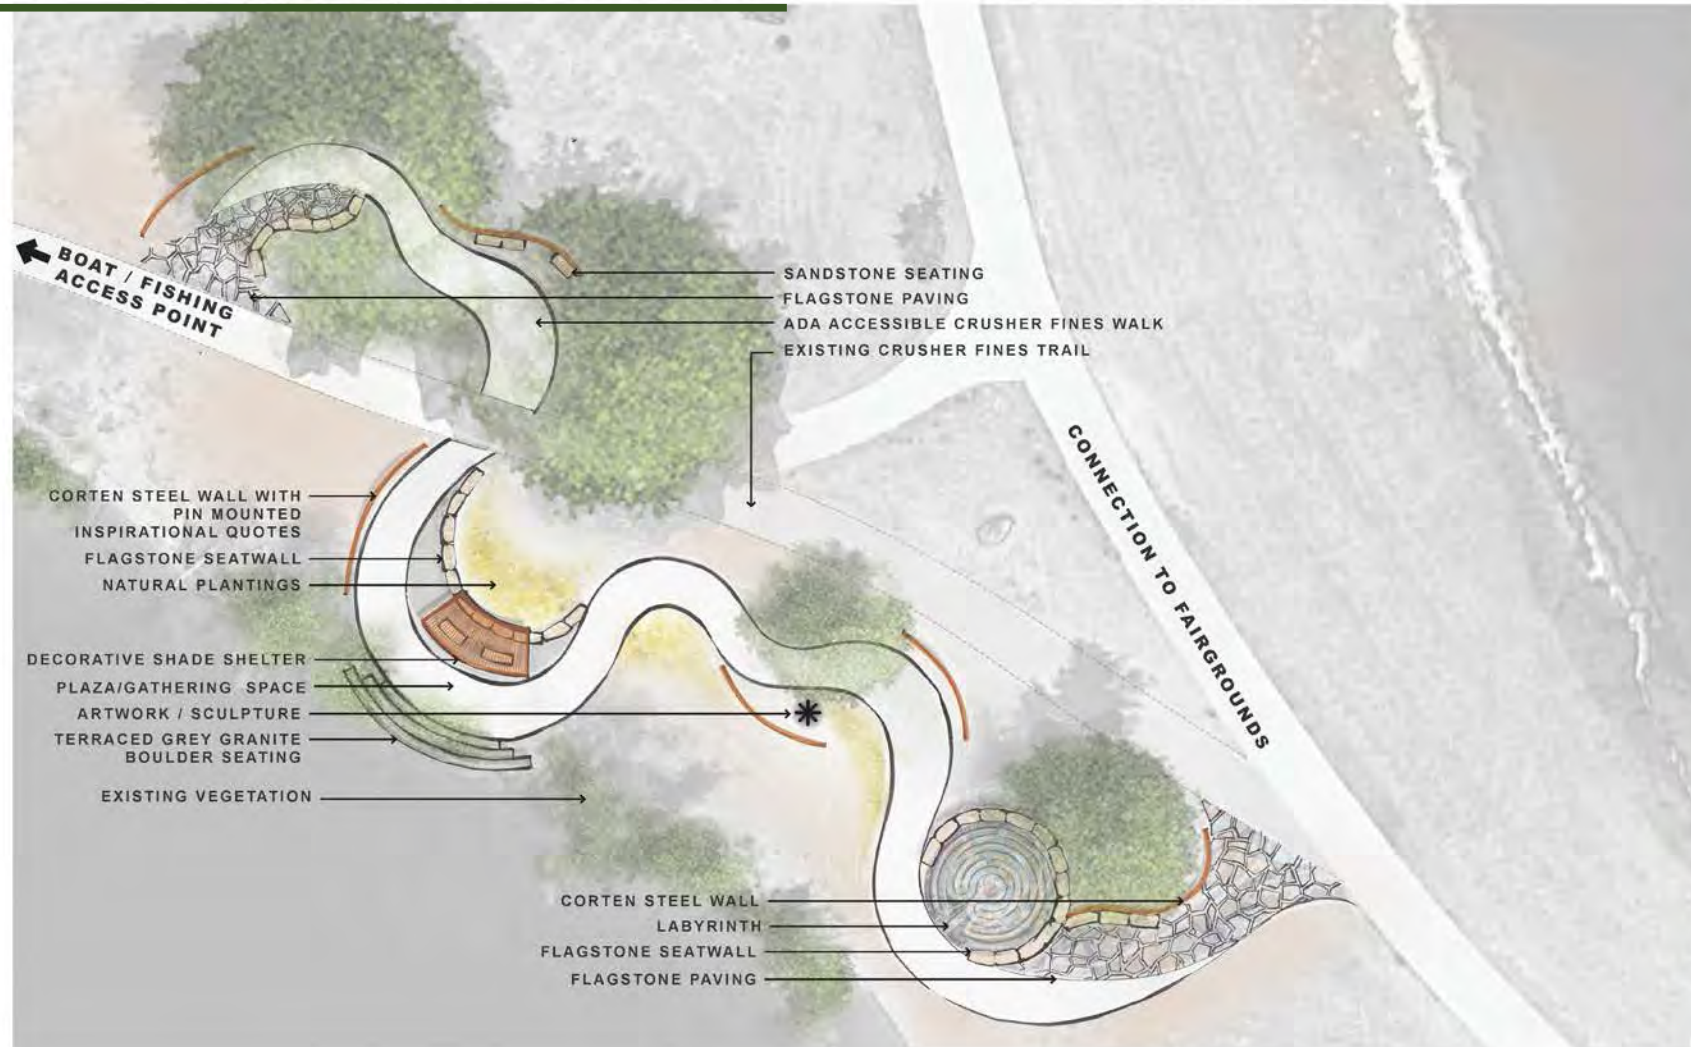 BOAT / FISHING
ACCESS POINT
SANDSTONE SEATING
FLAGSTONE PAVING
ADA ACCESSIBLE CRUSHER FINES WALK
EXISTING CRUSHER FINES TRAIL
CONNECTION TO FAIRGROUNDS
CORTEN STEEL WALL WITH
PIN MOUNTED
INSPIRATIONAL QUOTES
FLAGSTONE SEATWALL
NATURAL PLANTINGS
DECORATIVE SHADE SHELTER
PLAZA/GATHERING SPACE
ARTWORK / SCULPTURE
TERRACED GREY GRANITE
BOULDER SEATING
EXISTING VEGETATION
CORTEN STEEL WALL
LABYRINTH
FLAGSTONE SEATWALL
FLAGSTONE PAVING